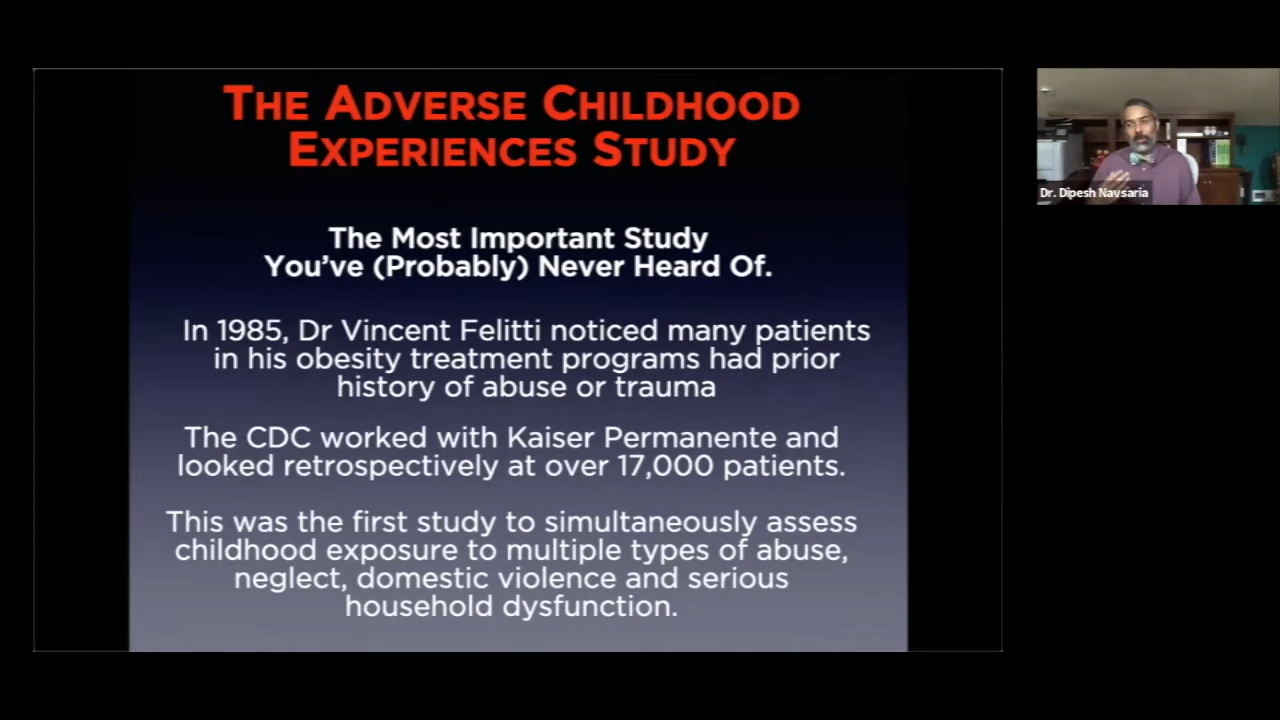 THE ADVERSE CHILDHOOD
EXPERIENCES STUDY
The Most Important Study
You've (Probably) Never Heard Of.
In 1985, Dr Vincent Felitti noticed many patients
in his obesity treatment programs had prior
history of abuse or trauma
The CDC worked with Kaiser Permanente and
looked retrospectively at over 17,000 patients.
This was the first study to simultaneously assess
childhood exposure to multiple types of abuse,
neglect, domestic violence and serious
household dysfunction.
Dr. Dipesh Navsaria